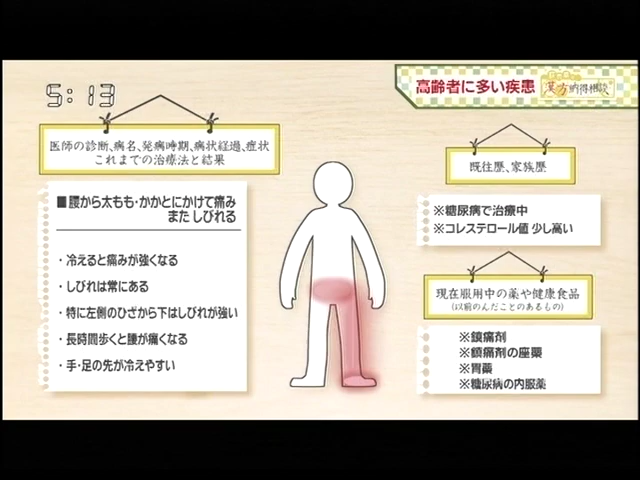 5:13
高齢者に多い疾患
漢方納得相談
医師の診断、病名、発病時期、病状経過、症状
これまでの治療法と結果
■腰から太もも・かかとにかけて痛み
また しびれる
・冷えると痛みが強くなる
・しびれは常にある
・特に左側のひざから下はしびれが強い
・長時間歩くと腰が痛くなる
・手・足の先が冷えやすい
既往歴、家族歴
※糖尿病で治療中
※コレステロール値 少し高い
現在服用中の薬や健康食品
(以前のんだことのあるもの)
※鎮痛剤
※鎮痛剤の座薬
※胃薬
※糖尿病の内服薬